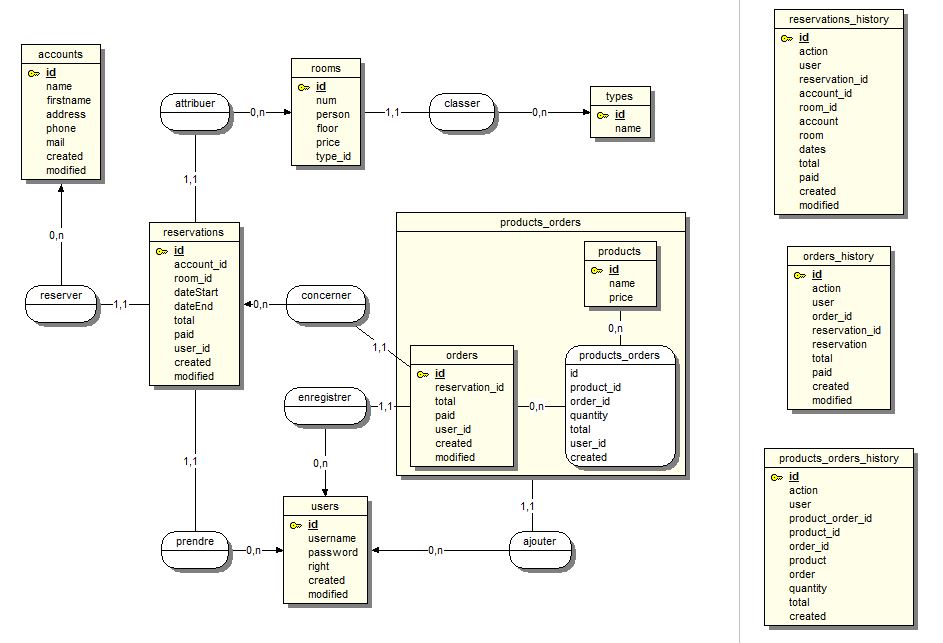 accounts
id
name
firstname
address
phone
mail
created
modified
attribuer
0,n
rooms
id
num
person
floor
price
type_id
1,1
classer
0,n
types
id
name
1,1
0,n
reserver
1,1
reservations
id
account_id
room_id
dateStart
dateEnd
total
paid
user_id
created
modified
0,n
concerner
1,1
products_orders
products
id
name
price
0,n
orders
id
reservation_id
total
paid
user_id
created
modified
0,n
products_orders
id
product_id
order_id
quantity
total
user_id
created
enregistrer
1,1
0,n
1,1
prendre
0,n
users
id
username
password
right
created
modified
0,n
ajouter
1,1
reservations_history
id
action
user
reservation_id
account_id
room_id
account
room
dates
total
paid
created
modified
orders_history
id
action
user
order_id
reservation_id
reservation
total
paid
created
modified
products_orders_history
id
action
user
product_order_id
product_id
order_id
product
order
quantity
total
created